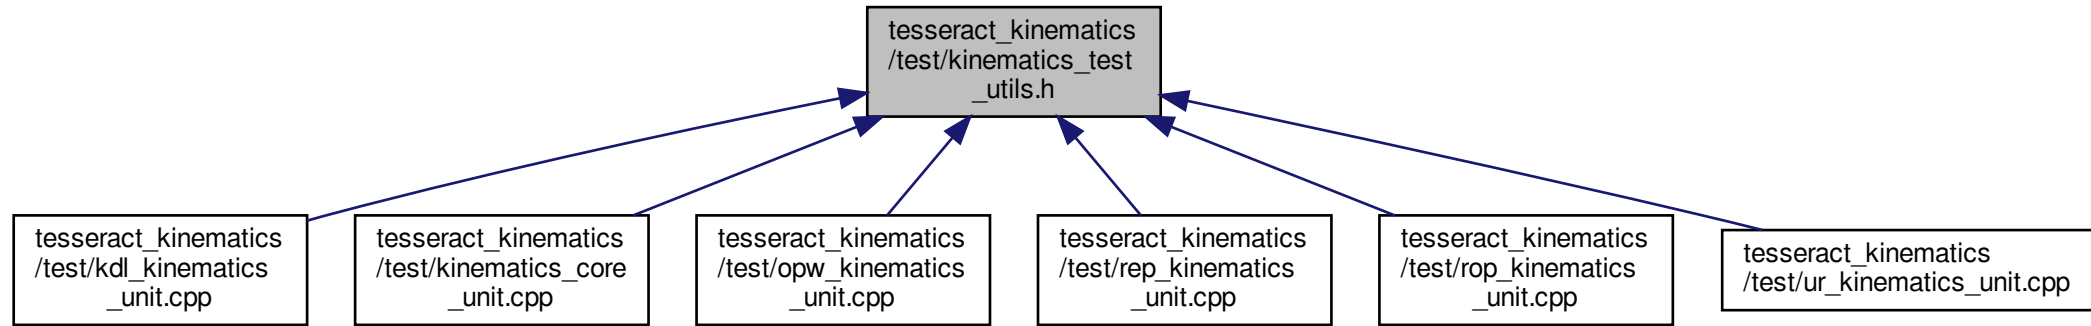 tesseract_kinematics
/test/kinematics_test
_utils.h
tesseract_kinematics
/test/kdl_kinematics
_unit.cpp
tesseract_kinematics
/test/kinematics_core
_unit.cpp
tesseract_kinematics
/test/opw_kinematics
_unit.cpp
tesseract_kinematics
/test/rep_kinematics
_unit.cpp
tesseract_kinematics
/test/rop_kinematics
_unit.cpp
tesseract_kinematics
/test/ur_kinematics_unit.cpp